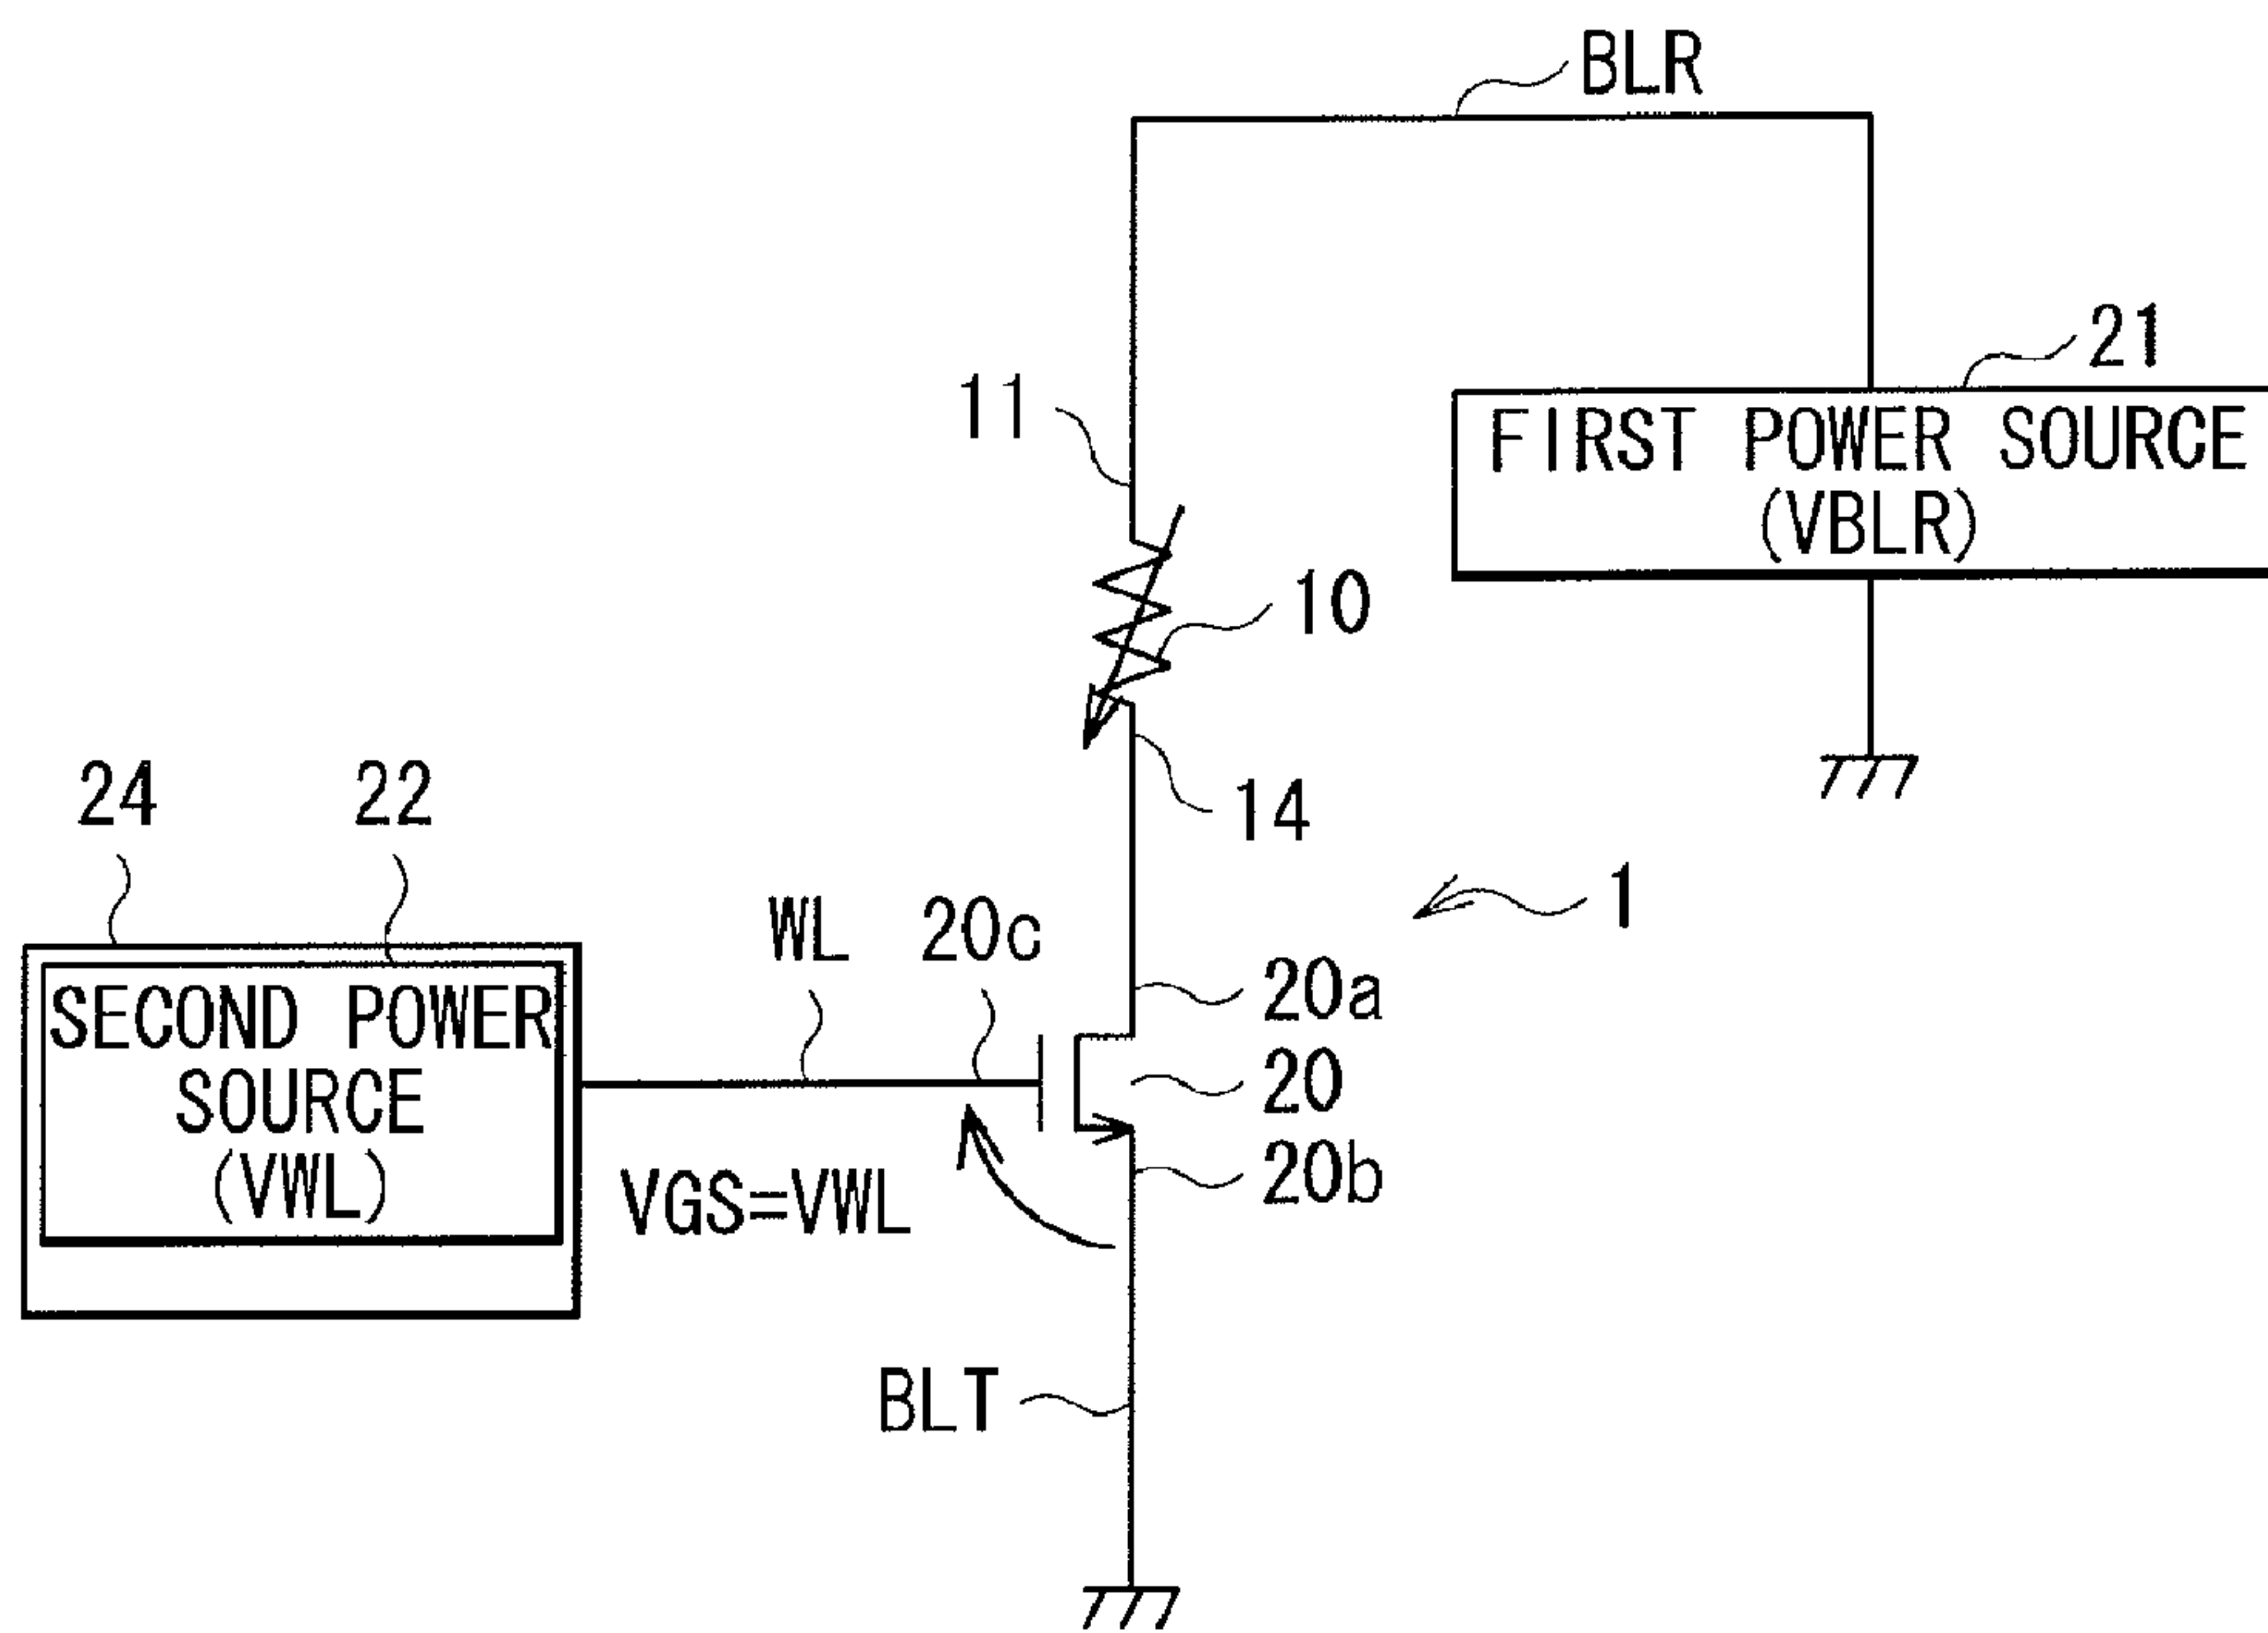 BLR
21
11
FIRST POWER SOURCE
(VBLR)
10
24
22
14
1
WL
20c
20a
SECOND POWER
SOURCE
(VWL)
20
20b
VGS=VWL
BLT